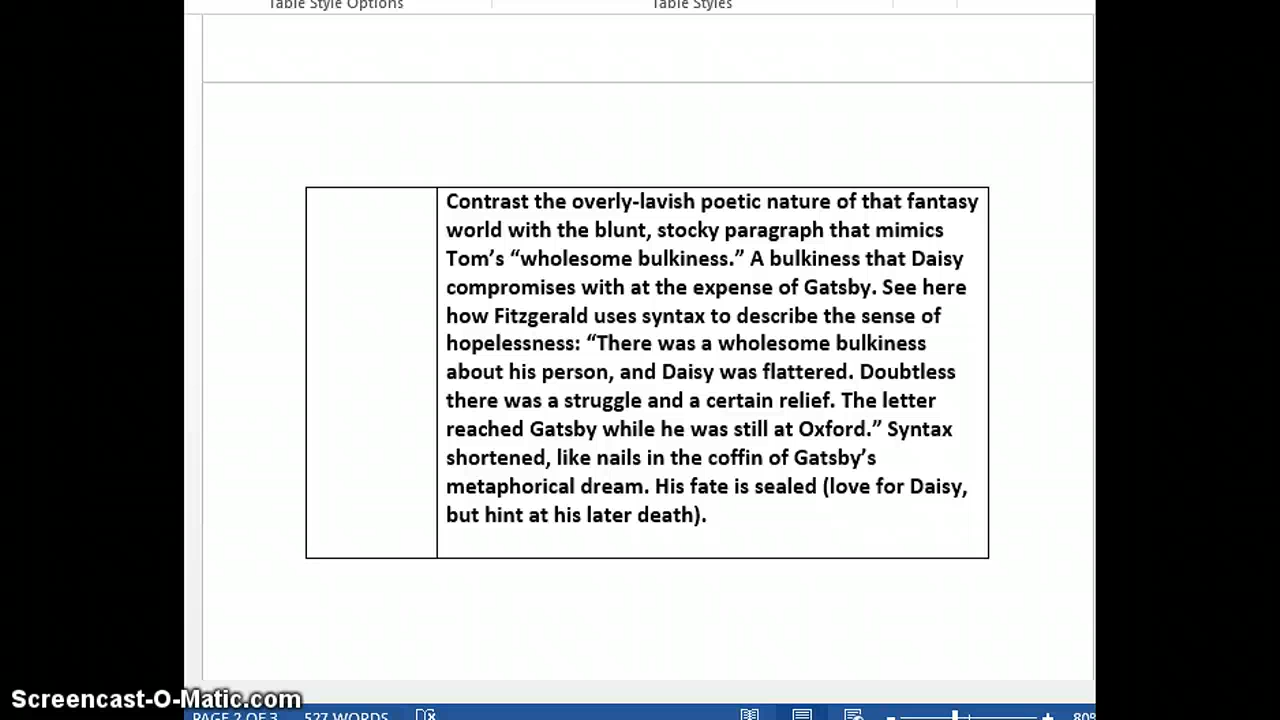 Table Style Options
Table Styles
Contrast the overly-lavish poetic nature of that fantasy
world with the blunt, stocky paragraph that mimics
Tom’s “wholesome bulkiness.” A bulkiness that Daisy
compromises with at the expense of Gatsby. See here
how Fitzgerald uses syntax to describe the sense of
hopelessness: “There was a wholesome bulkiness
about his person, and Daisy was flattered. Doubtless
there was a struggle and a certain relief. The letter
reached Gatsby while he was still at Oxford.” Syntax
shortened, like nails in the coffin of Gatsby’s
metaphorical dream. His fate is sealed (love for Daisy,
but hint at his later death).
Screencast-O-Matic.com
PAGE 2 OF 3 527 WORDS 80%